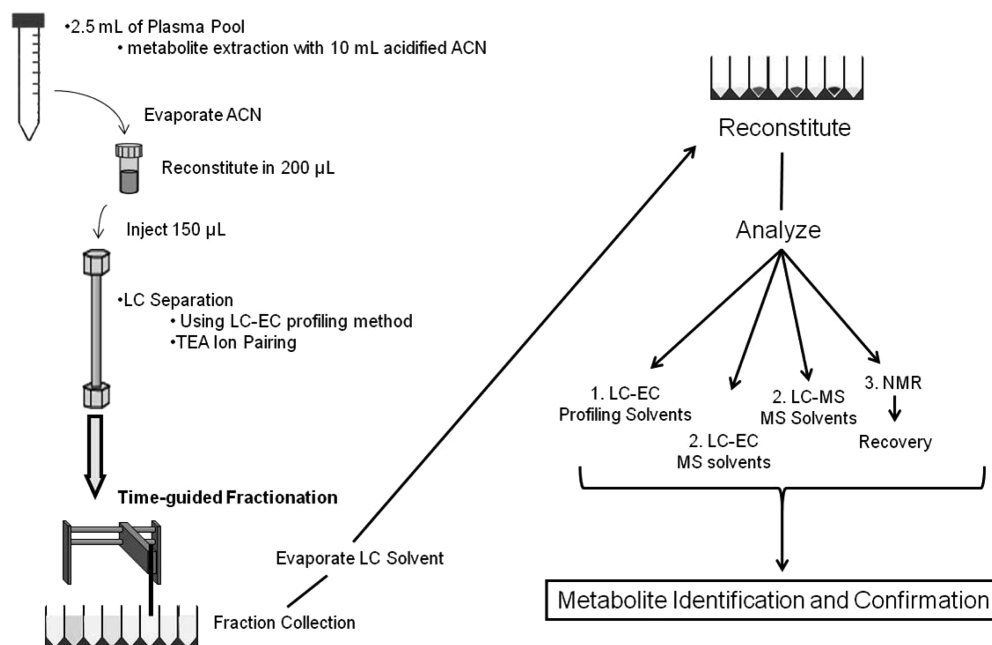 •2.5 mL of Plasma Pool
•metabolite extraction with 10 mL acidified ACN
Evaporate ACN
Reconstitute in 200 µL
Inject 150 µL
•LC Separation
•Using LC-EC profiling method
•TEA Ion Pairing
Time-guided Fractionation
Fraction Collection
Evaporate LC Solvent
Reconstitute
Analyze
1. LC-EC
Profiling Solvents
2. LC-EC
MS solvents
2. LC-MS
MS Solvents
3. NMR
Recovery
Metabolite Identification and Confirmation